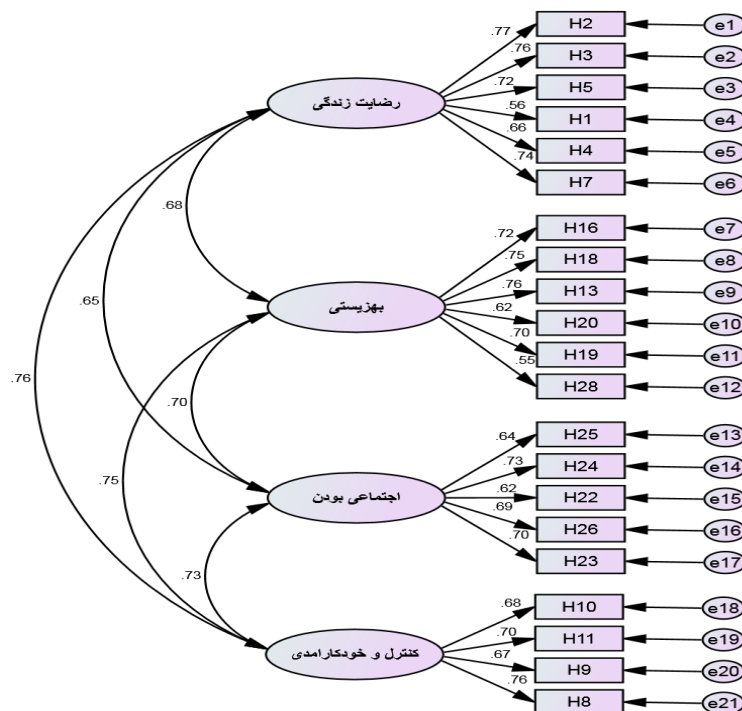 .77 H2 e1
.76 H3 e2
.72 H5 e3
رضایت زندگی
.56 H1 e4
.66 H4 e5
.74 H7 e6
.68
.72 H16 e7
.75 H18 e8
.76 H13 e9
.65
بهزیستی
.62 H20 e10
.70 H19 e11
.55 H28 e12
.76
.70
.64 H25 e13
.73 H24 e14
.75
اجتماعی بودن
.62 H22 e15
.69 H26 e16
.70 H23 e17
.73
.68 H10 e18
.70 H11 e19
کنترل و خودکارامدی
.67 H9 e20
.76 H8 e21